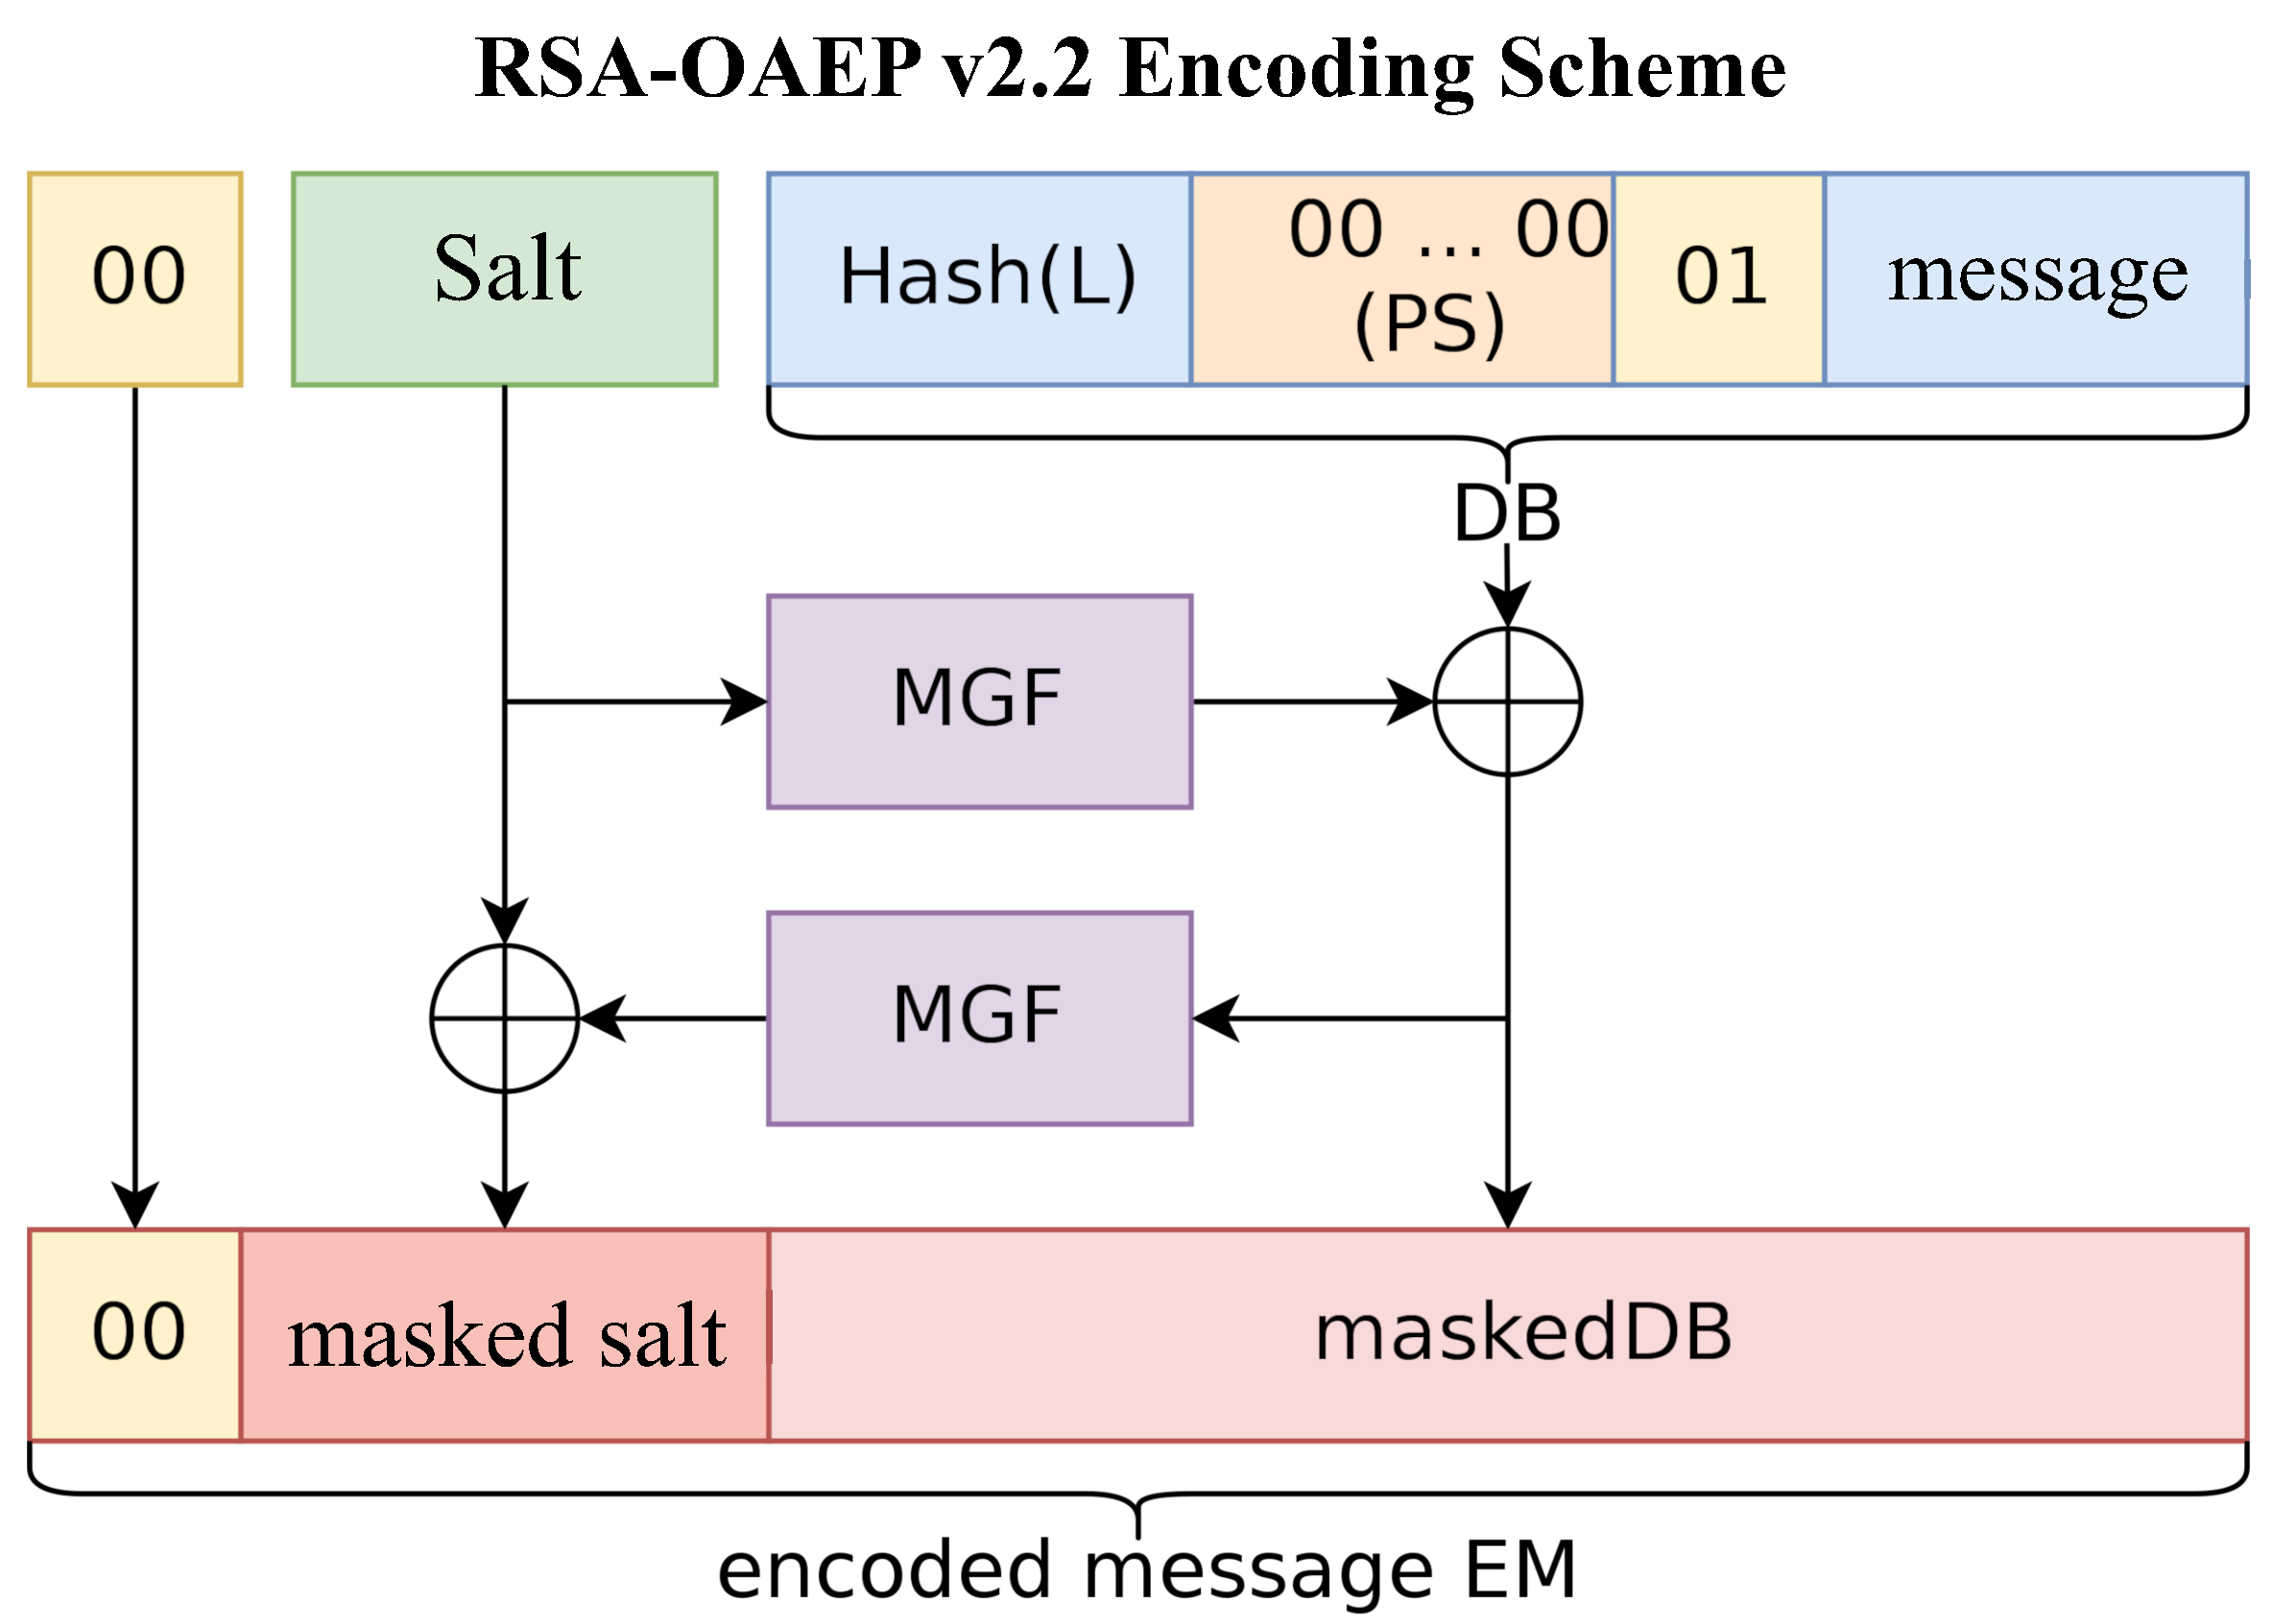 RSA-OAEP v2.2 Encoding Scheme
00
Salt
Hash(L)
00 ... 00
(PS)
01
message
DB
MGF
MGF
00
masked salt
maskedDB
encoded message EM